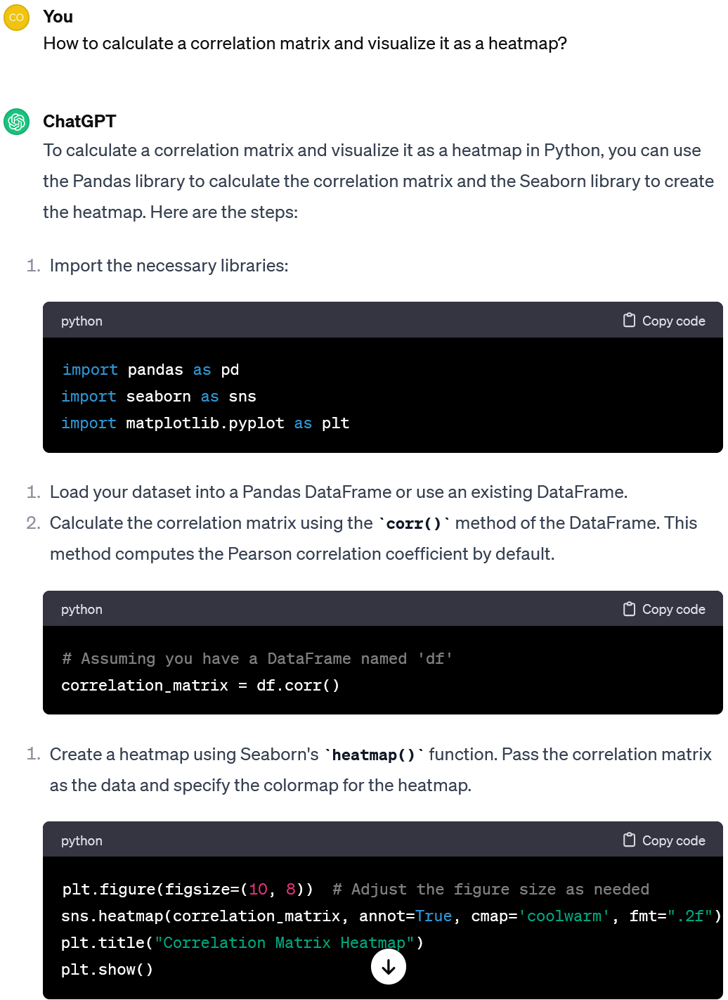 CO
You
How to calculate a correlation matrix and visualize it as a heatmap?
ChatGPT
To calculate a correlation matrix and visualize it as a heatmap in Python, you can use
the Pandas library to calculate the correlation matrix and the Seaborn library to create
the heatmap. Here are the steps:
1. Import the necessary libraries:
python Copy code
import pandas as pd
import seaborn as sns
import matplotlib.pyplot as plt
1. Load your dataset into a Pandas DataFrame or use an existing DataFrame.
2. Calculate the correlation matrix using the `corr()` method of the DataFrame. This
method computes the Pearson correlation coefficient by default.
python Copy code
# Assuming you have a DataFrame named 'df'
correlation_matrix = df.corr()
1. Create a heatmap using Seaborn's `heatmap()` function. Pass the correlation matrix
as the data and specify the colormap for the heatmap.
python Copy code
plt.figure(figsize=(10, 8))  # Adjust the figure size as needed
sns.heatmap(correlation_matrix, annot=True, cmap='coolwarm', fmt=".2f")
plt.title("Correlation Matrix Heatmap")
plt.show()